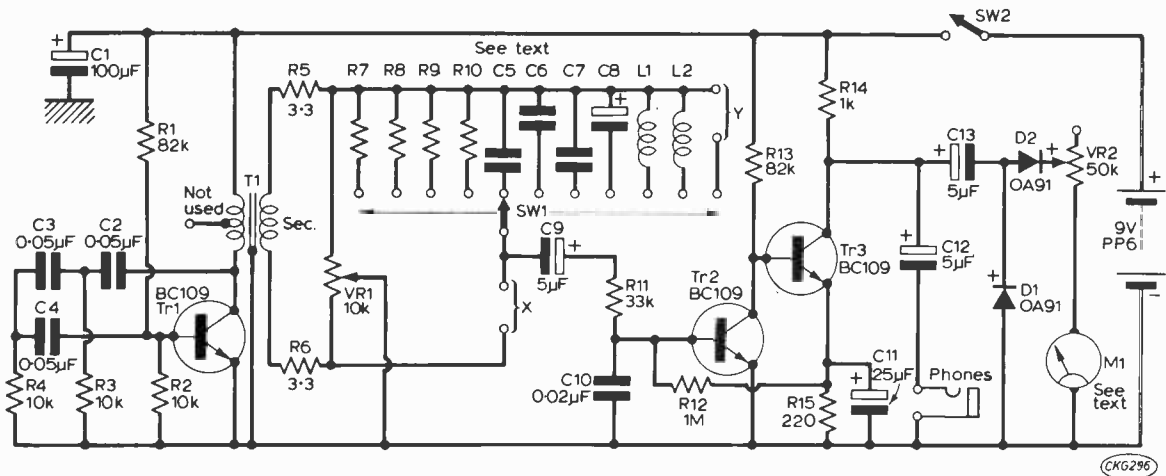 SW2
+
C1
100µF
See text
R5
3·3
R7
R8
R9
R10
C5
C6
C7
C8
+
L1
L2
Y
R14
1k
R1
82k
R13
82k
C13
+
5µF
D2
+
OA91
VR2
50k
+
9V
PP6
−
Not
used
T1
Sec.
SW1
C3
0·05µF
C2
0·05µF
C4
0·05µF
BC109
Tr1
VR1
10k
C9
+
5µF
X
R11
33k
Tr2
BC109
Tr3
BC109
+
C12
5µF
+
D1
OA91
R4
10k
R3
10k
R2
10k
R6
3·3
C10
0·02µF
R12
1M
R15
220
+
C11
25µF
Phones
M1
See
text
CKG296